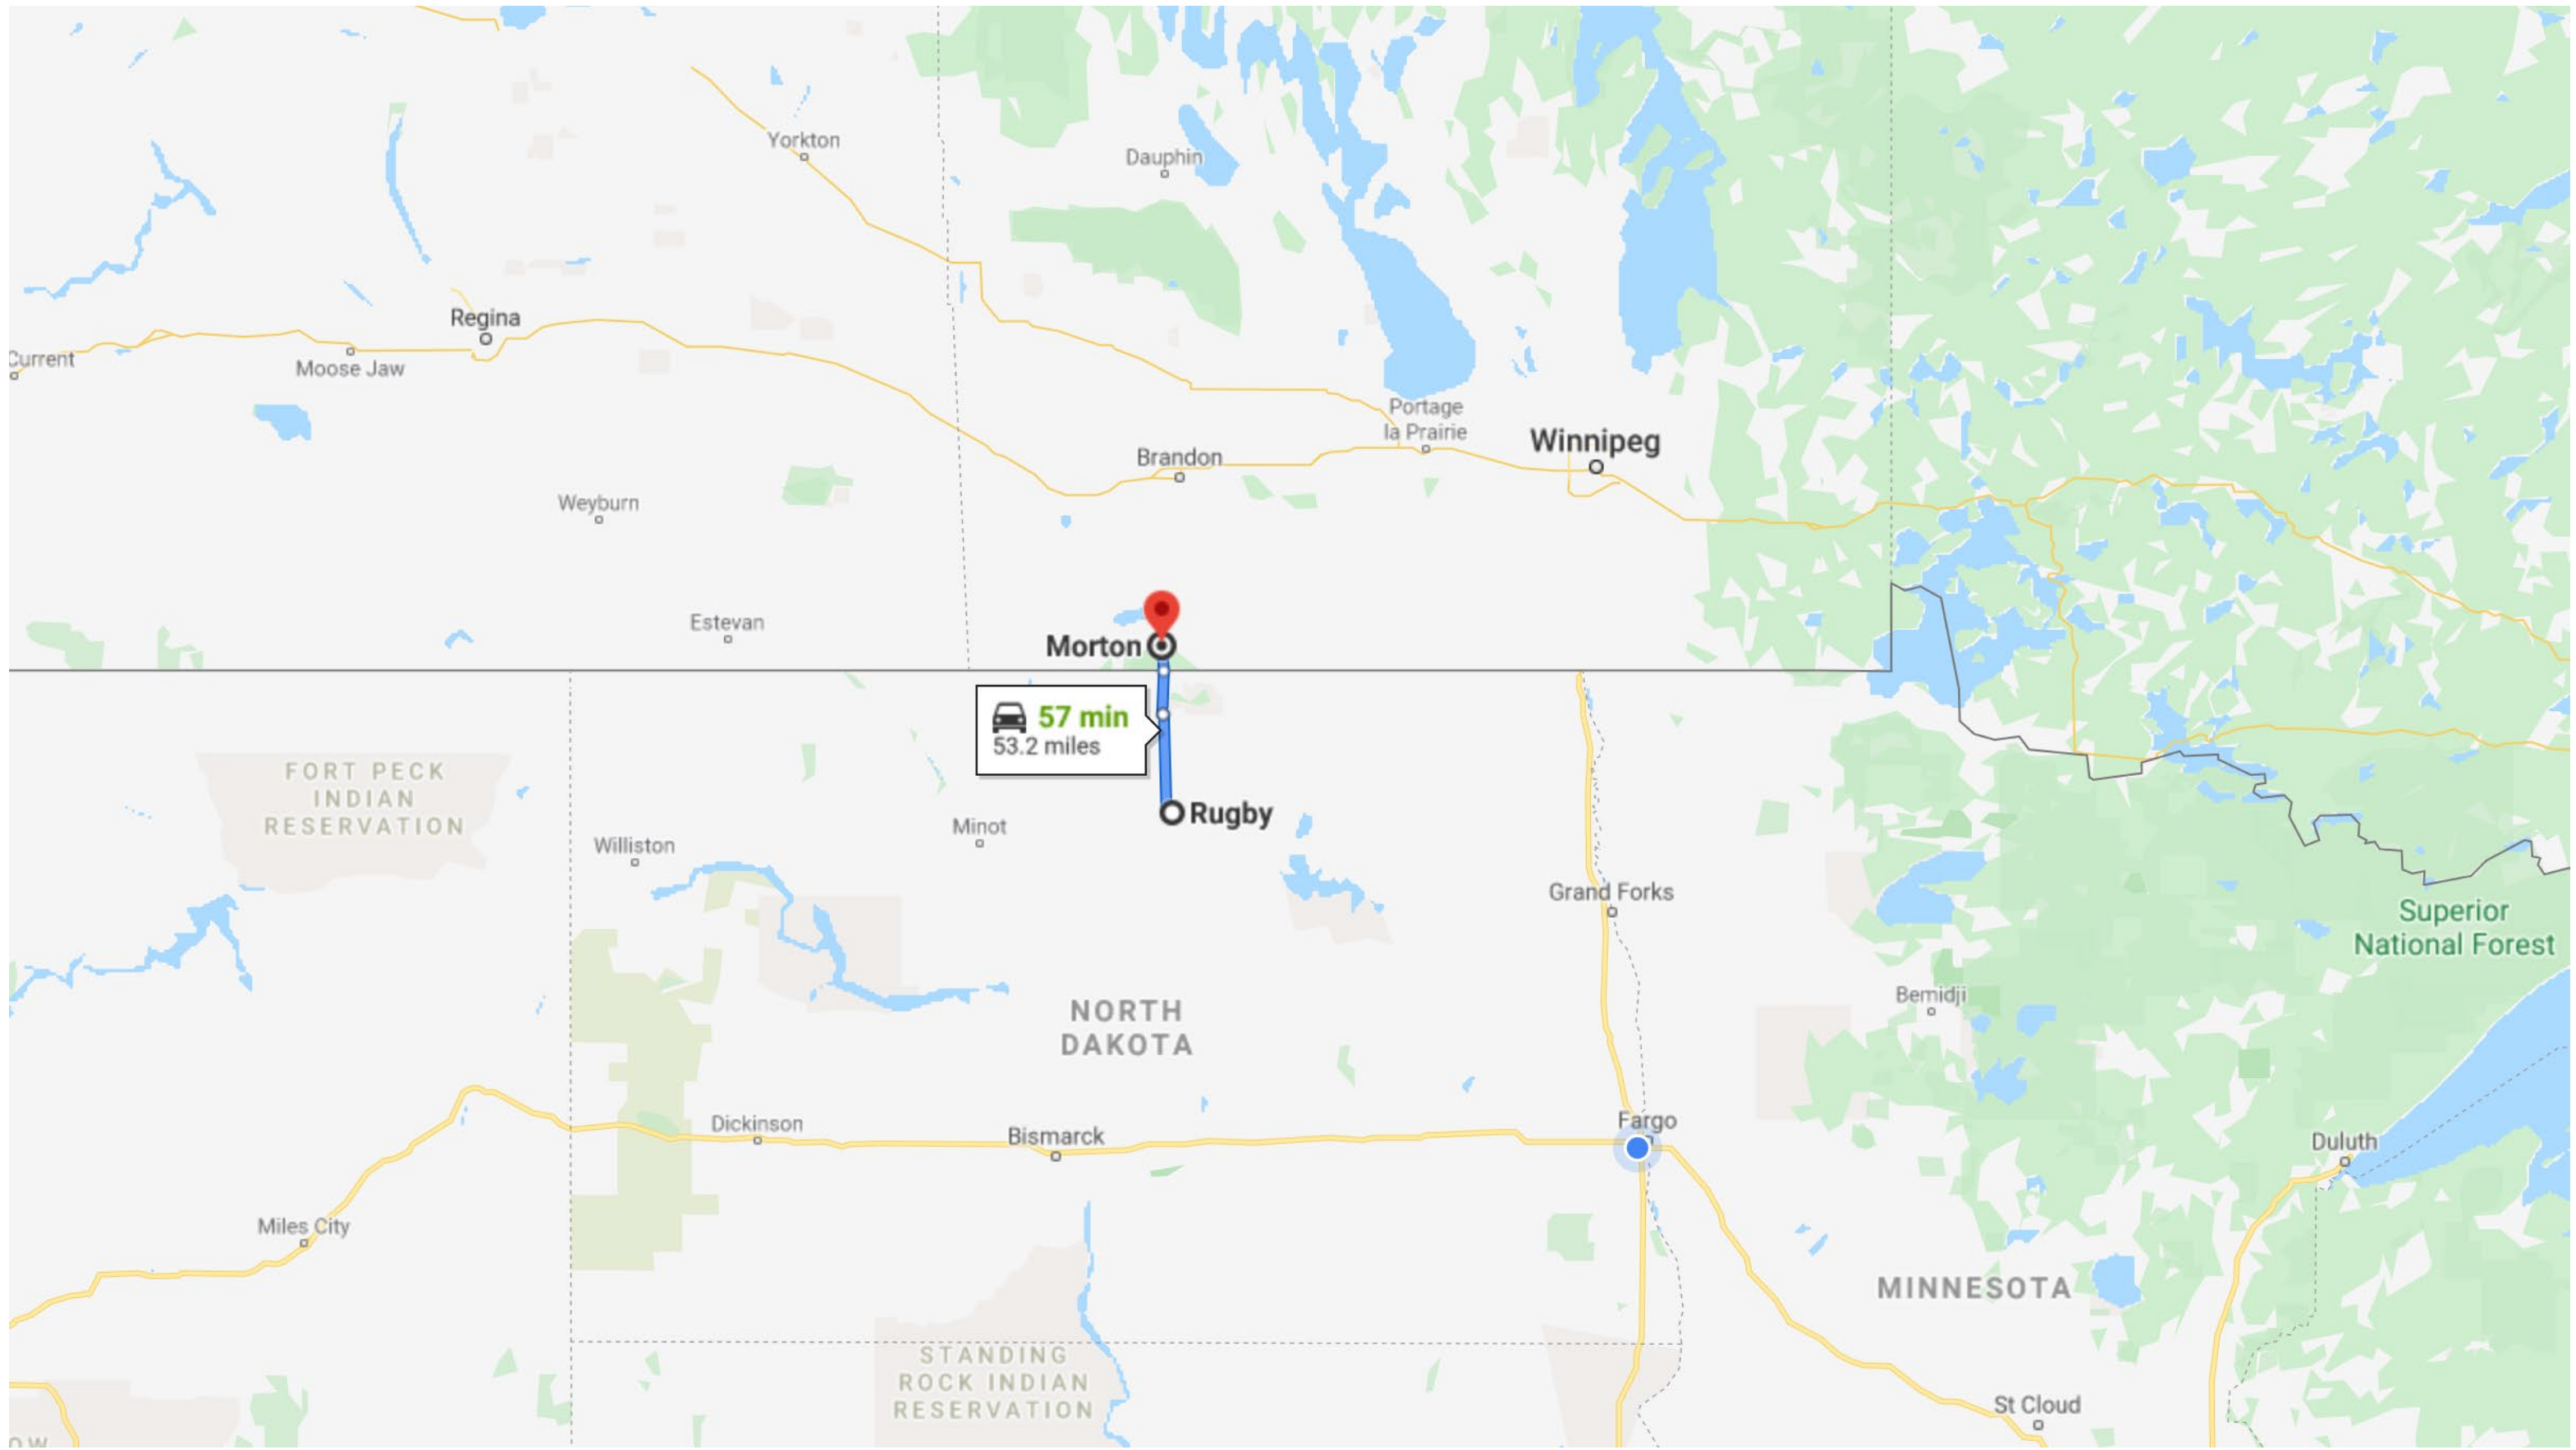 Yorkton
Dauphin
Regina
Current
Moose Jaw
Portage
la Prairie
Winnipeg
Brandon
Weyburn
Estevan
Morton
57 min
53.2 miles
FORT PECK
INDIAN
RESERVATION
Rugby
Minot
Williston
Grand Forks
Superior
National Forest
Bemidji
NORTH
DAKOTA
Dickinson
Bismarck
Fargo
Duluth
Miles City
MINNESOTA
STANDING
ROCK INDIAN
RESERVATION
St Cloud
OW